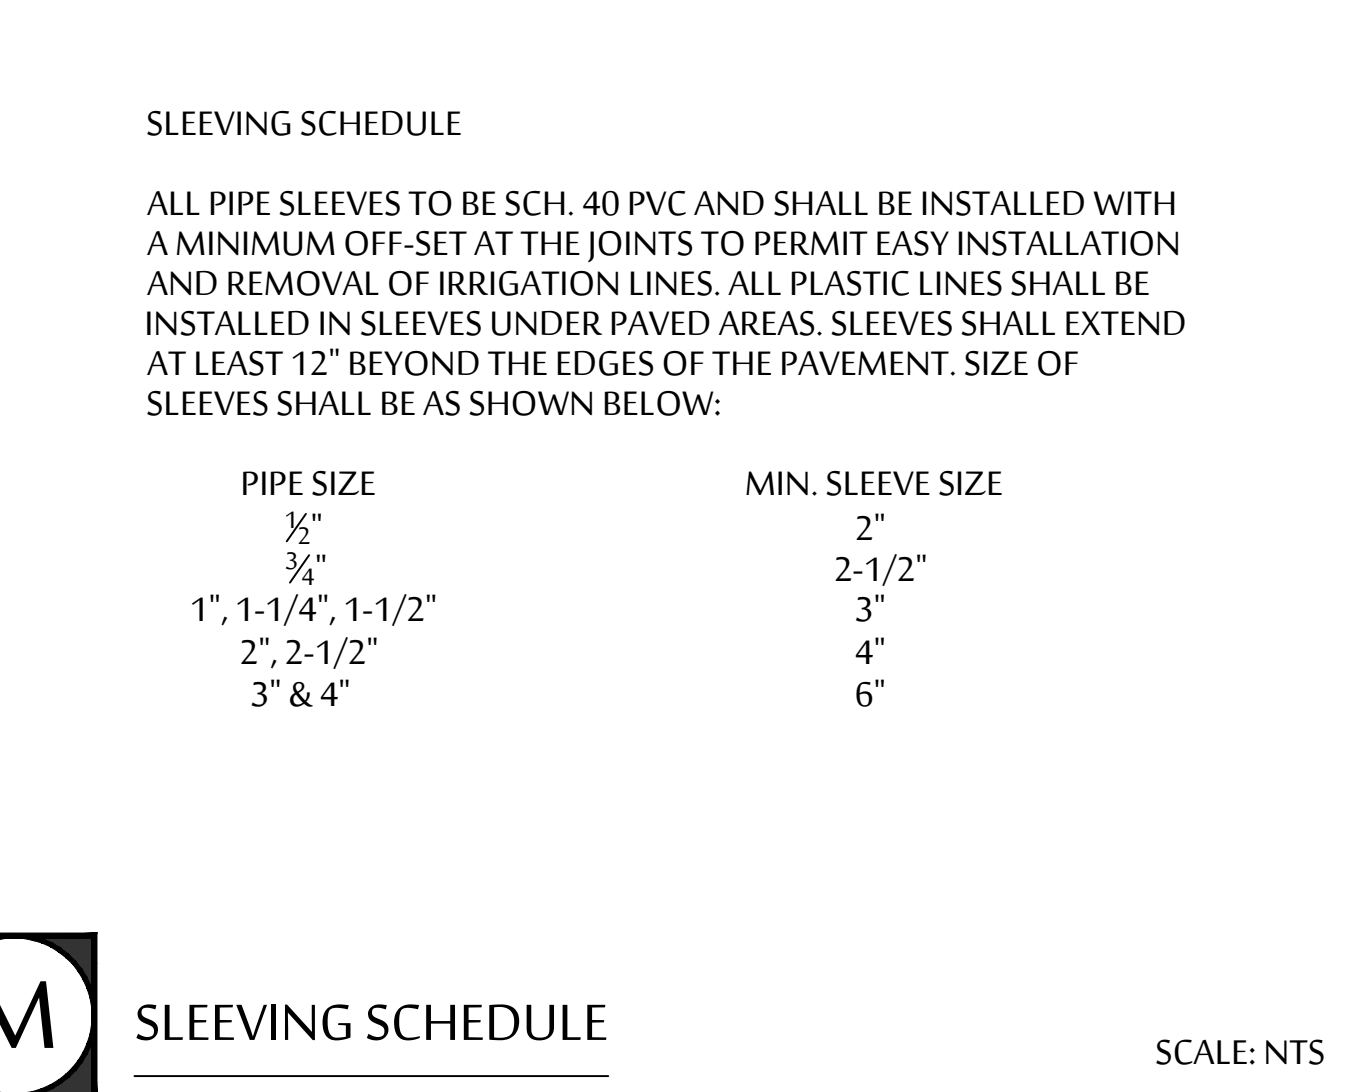 SLEEVING SCHEDULE
ALL PIPE SLEEVES TO BE SCH. 40 PVC AND SHALL BE INSTALLED WITH
A MINIMUM OFF-SET AT THE JOINTS TO PERMIT EASY INSTALLATION
AND REMOVAL OF IRRIGATION LINES. ALL PLASTIC LINES SHALL BE
INSTALLED IN SLEEVES UNDER PAVED AREAS. SLEEVES SHALL EXTEND
AT LEAST 12" BEYOND THE EDGES OF THE PAVEMENT. SIZE OF
SLEEVES SHALL BE AS SHOWN BELOW:
PIPE SIZE MIN. SLEEVE SIZE
½" 2"
¾" 2-1/2"
1", 1-1/4", 1-1/2" 3"
2", 2-1/2" 4"
3" & 4" 6"
M
SLEEVING SCHEDULE
SCALE: NTS